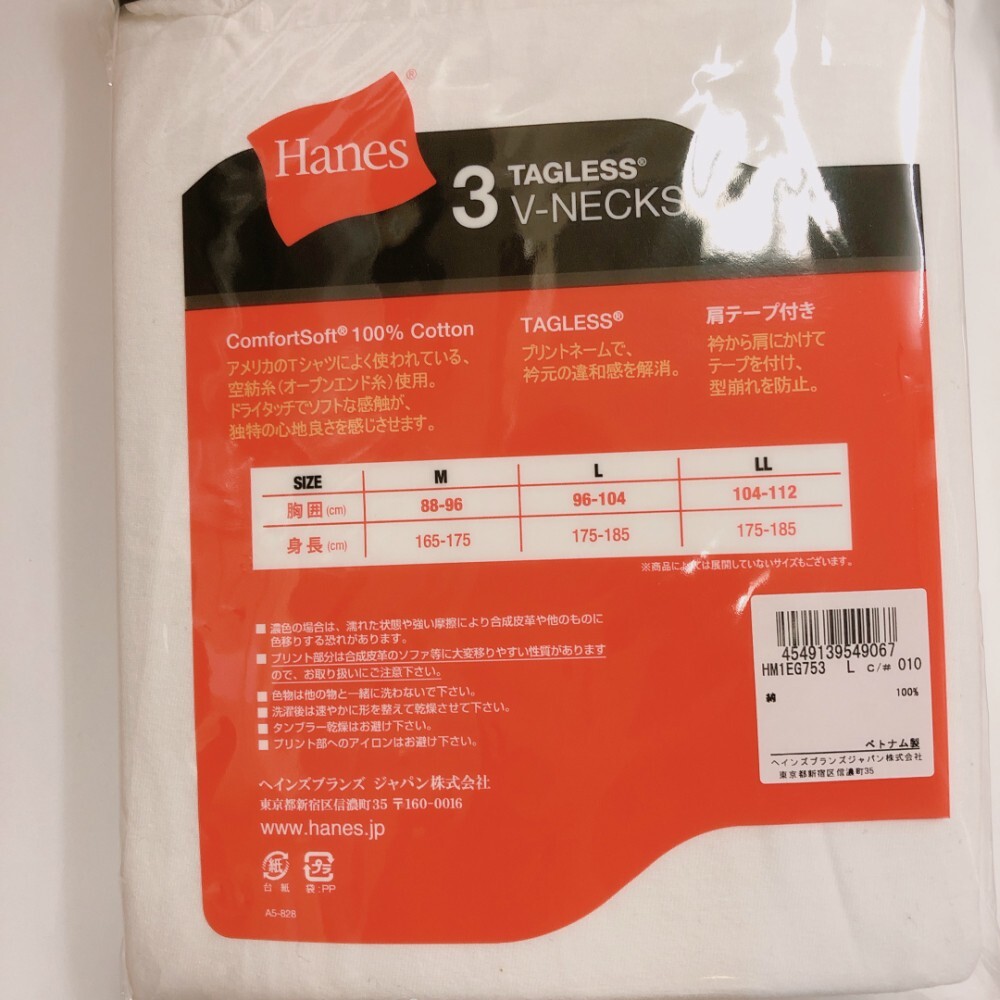 Hanes®
3 TAGLESS®
V-NECKS
ComfortSoft® 100% Cotton
アメリカのTシャツによく使われている、
空紡糸(オープンエンド糸)使用。
ドライタッチでソフトな感触が、
独特の心地良さを感じさせます。
TAGLESS®
プリントネームで、
衿元の違和感を解消。
肩テープ付き
衿から肩にかけて
テープを付け、
型崩れを防止。
SIZE M L LL
胸囲(cm) 88-96 96-104 104-112
身長(cm) 165-175 175-185 175-185
※商品によっては展開していないサイズもございます。
■濃色の場合は、濡れた状態や強い摩擦により合成皮革や他のものに
色移りする恐れがあります。
■プリント部分は合成皮革のソファ等に大変移りやすい性質があります
ので、お取り扱いにご注意下さい。
■色物は他の物と一緒に洗わないで下さい。
■洗濯後は速やかに形を整えて乾燥させて下さい。
■タンブラー乾燥はお避け下さい。
■プリント部へのアイロンはお避け下さい。
ヘインズブランズ ジャパン株式会社
東京都新宿区信濃町35 〒160-0016
www.hanes.jp
紙 プラ
台紙 袋:PP
A5-828
4549139549067
HM1EG753 L C/# 010
綿 100%
ベトナム製
ヘインズブランズジャパン株式会社
東京都新宿区信濃町35